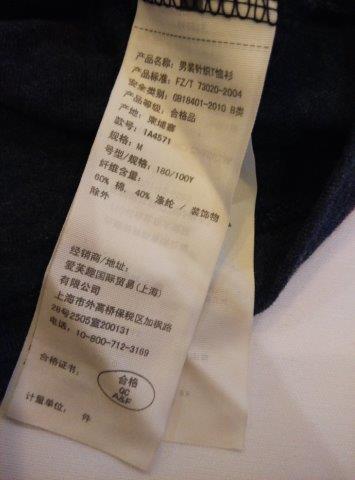 产品名称: 男装针织T恤衫
产品标准: FZ/T 73020-2004
安全类别: GB18401-2010 B类
产品等级: 合格品
产地: 柬埔寨
款号: 1A4571
规格: M
号型/规格: 180/100Y
纤维含量:
60% 棉, 40% 涤纶 / 装饰物
除外
经销商/地址:
爱芙趣国际贸易(上海)
有限公司
上海市外高桥保税区加枫路
28号2505室200131
电话: 10-800-712-3169
合格证书:
合格
QC
A&F
计量单位: 件